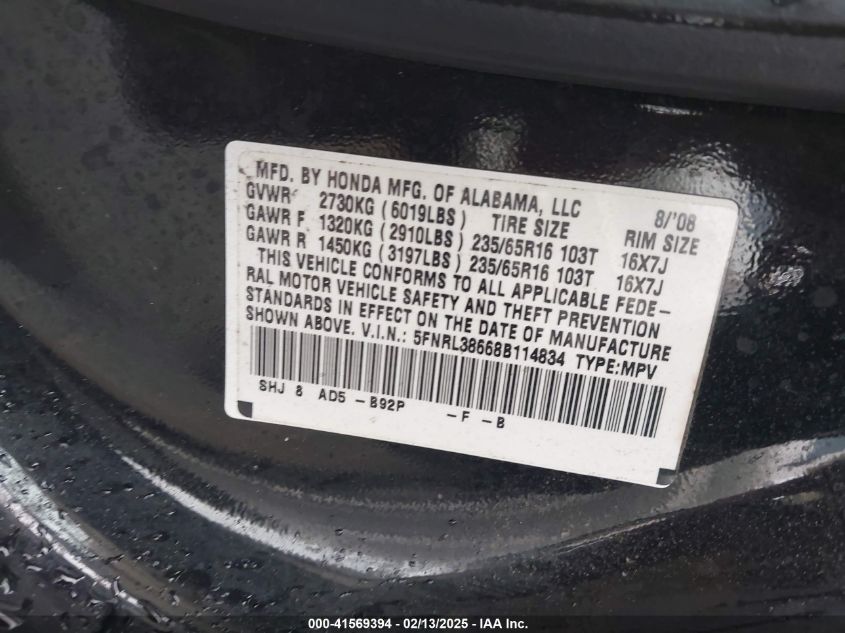 MFD. BY HONDA MFG. OF ALABAMA, LLC 8/'08
GVWR 2730KG (6019LBS) TIRE SIZE RIM SIZE
GAWR F 1320KG (2910LBS) 235/65R16 103T 16X7J
GAWR R 1450KG (3197LBS) 235/65R16 103T 16X7J
THIS VEHICLE CONFORMS TO ALL APPLICABLE FEDE-
RAL MOTOR VEHICLE SAFETY AND THEFT PREVENTION
STANDARDS IN EFFECT ON THE DATE OF MANUFACTURE
SHOWN ABOVE. V.I.N.: 5FNRL38668B114834 TYPE:MPV
SHJ 8 AD5 -B92P -F -B
000-41569394 - 02/13/2025 - IAA Inc.